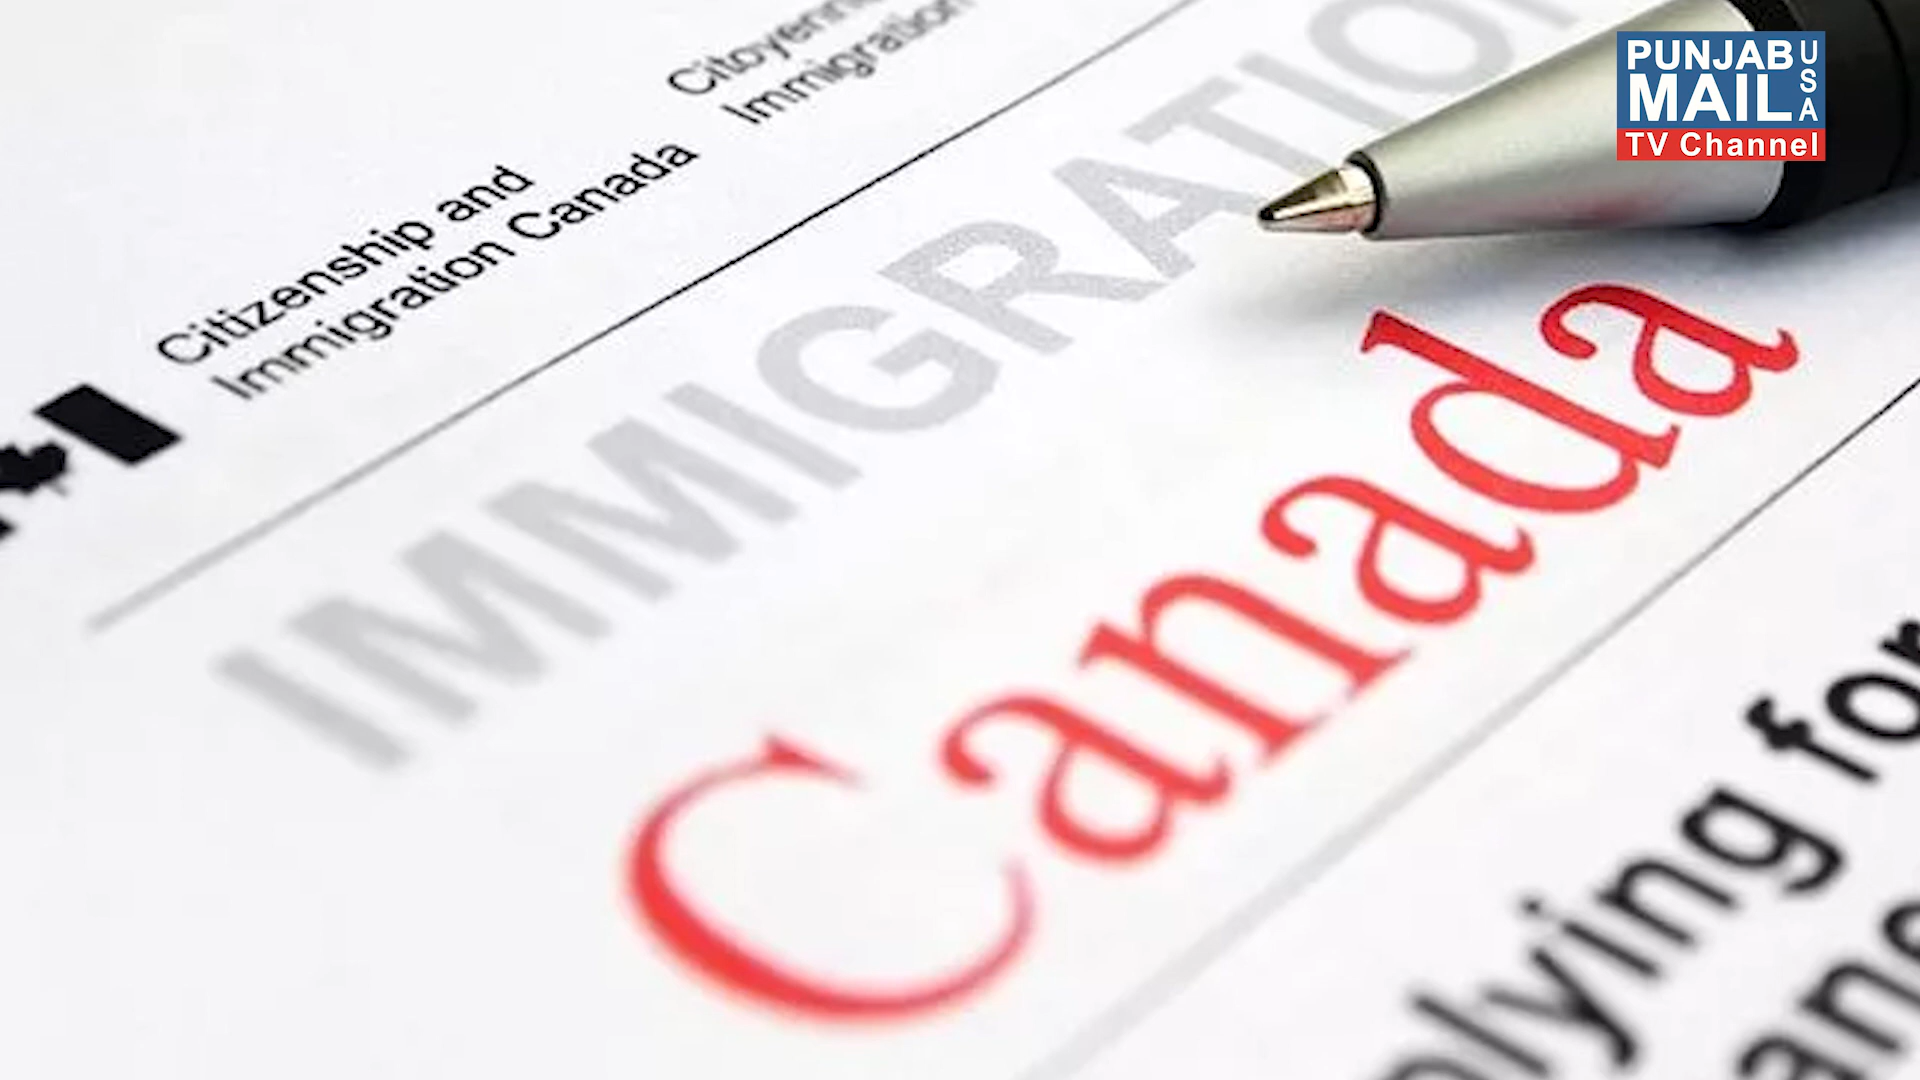 Citizenship and
Immigration Canada
Immigration
IMMIGRATION
Canada
PUNJAB
MAIL
USA
TV Channel